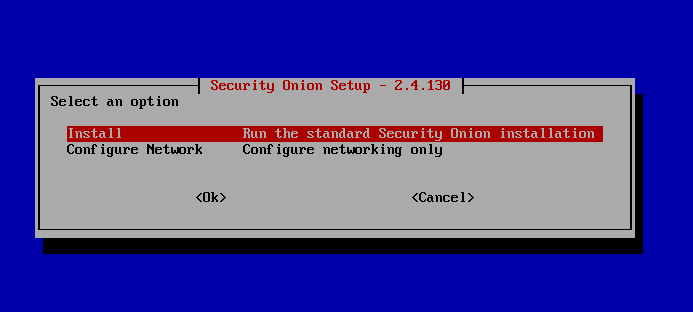 Security Onion Setup - 2.4.130
Select an option
Install Run the standard Security Onion installation
Configure Network Configure networking only
<Ok> <Cancel>